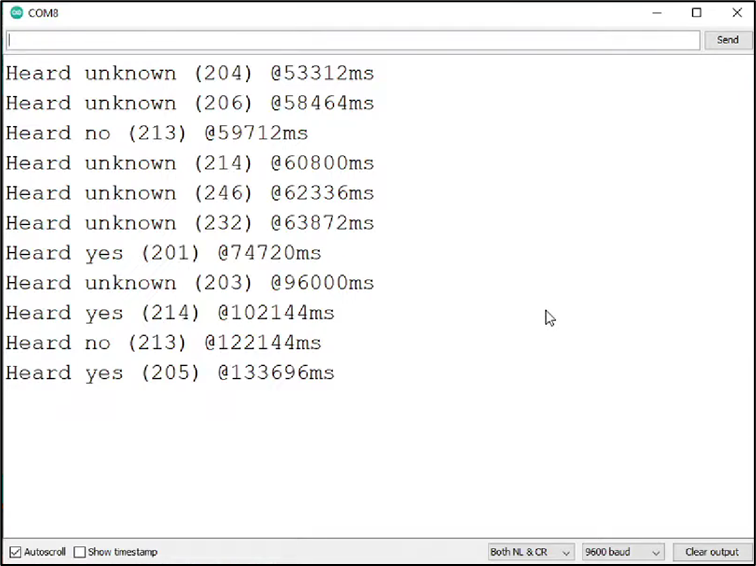 COM8
Send
Heard unknown (204) @53312ms
Heard unknown (206) @58464ms
Heard no (213) @59712ms
Heard unknown (214) @60800ms
Heard unknown (246) @62336ms
Heard unknown (232) @63872ms
Heard yes (201) @74720ms
Heard unknown (203) @96000ms
Heard yes (214) @102144ms
Heard no (213) @122144ms
Heard yes (205) @133696ms
Autoscroll Show timestamp Both NL & CR 9600 baud Clear output